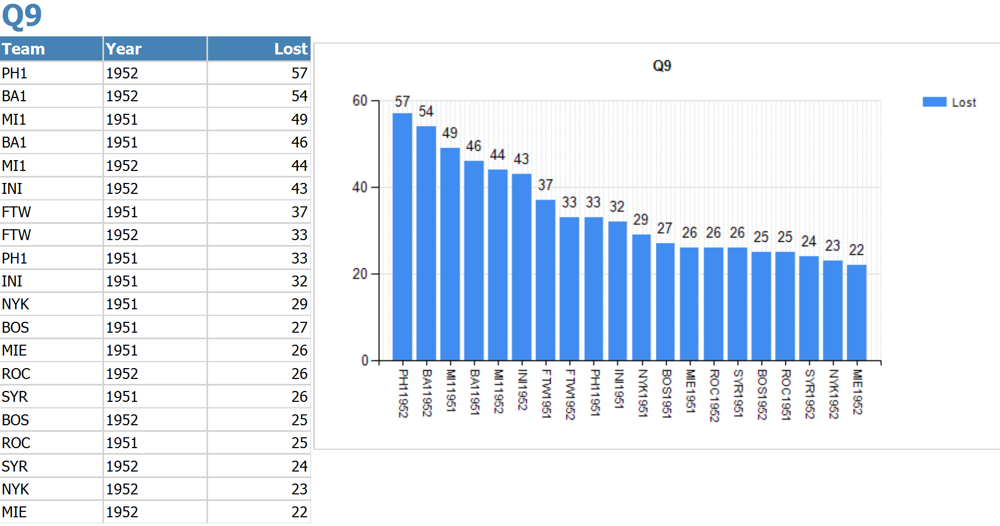 Q9
Team Year Lost
PH1 1952 57
BA1 1952 54
MI1 1951 49
BA1 1951 46
MI1 1952 44
INI 1952 43
FTW 1951 37
FTW 1952 33
PH1 1951 33
INI 1951 32
NYK 1951 29
BOS 1951 27
MIE 1951 26
ROC 1952 26
SYR 1951 26
BOS 1952 25
ROC 1951 25
SYR 1952 24
NYK 1952 23
MIE 1952 22
Q9
60
40
20
0
57 54 49 46 44 43 37 33 33 32 29 27 26 26 26 25 25 24 23 22
PH11952
BA11952
MI11951
BA11951
MI11952
INI1952
FTW1951
FTW1952
PH11951
INI1951
NYK1951
BOS1951
MIE1951
ROC1952
SYR1951
BOS1952
ROC1951
SYR1952
NYK1952
MIE1952
Lost